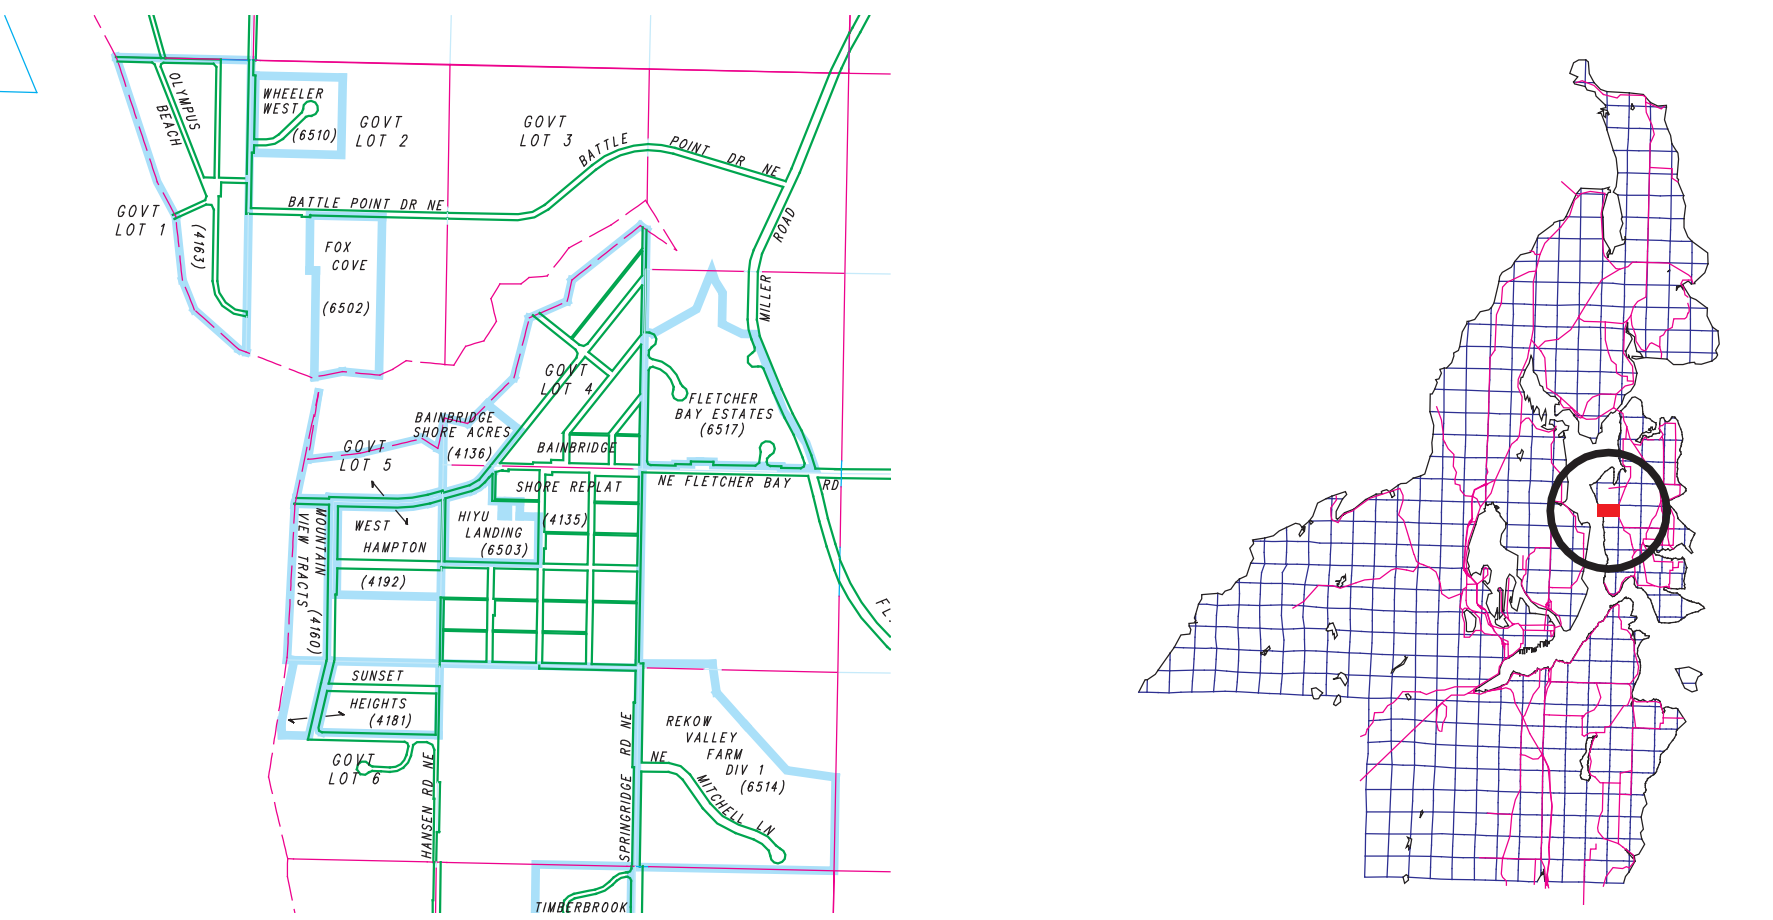 OLYMPUS
BEACH
WHEELER
WEST
(6510)
GOVT
LOT 2
GOVT
LOT 3
BATTLE POINT DR NE
BATTLE POINT DR NE
GOVT
LOT 1
(4163)
FOX
COVE
(6502)
MILLER ROAD
GOVT
LOT 4
FLETCHER
BAY ESTATES
(6517)
BAINBRIDGE
SHORE ACRES
(4136)
GOVT
LOT 5
BAINBRIDGE
SHORE REPLAT
(4135)
NE FLETCHER BAY RD
WEST
HAMPTON
(4192)
HIYU
LANDING
(6503)
MOUNTAIN
VIEW TRACTS (4160)
FL
SUNSET
HEIGHTS
(4181)
GOVT
LOT 6
HANSEN RD NE
SPRINGRIDGE RD NE
REKOW
VALLEY
FARM
DIV 1
(6514)
NE MITCHELL LN
TIMBERBROOK